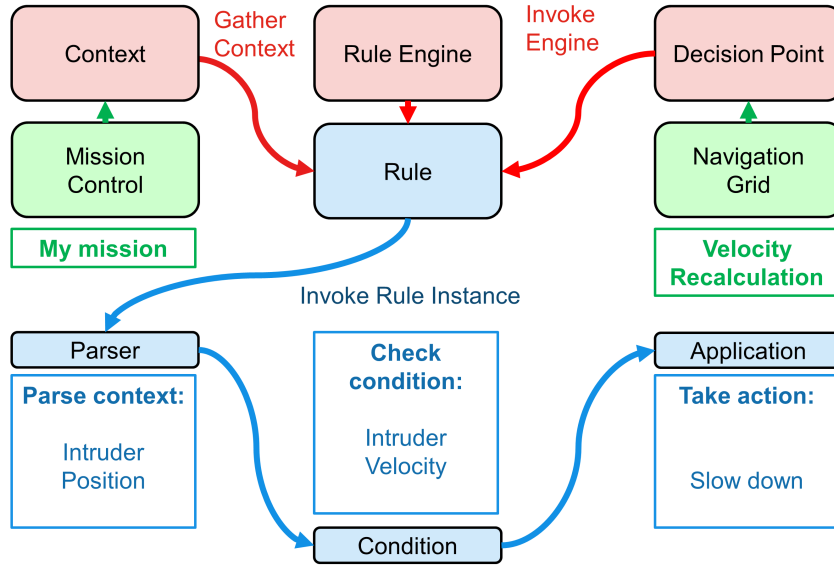 Gather
Context
Invoke
Engine
Context
Rule Engine
Decision Point
Mission
Control
Rule
Navigation
Grid
My mission
Velocity
Recalculation
Invoke Rule Instance
Parser
Check
condition:
Application
Parse context:
Take action:
Intruder
Position
Intruder
Velocity
Slow down
Condition